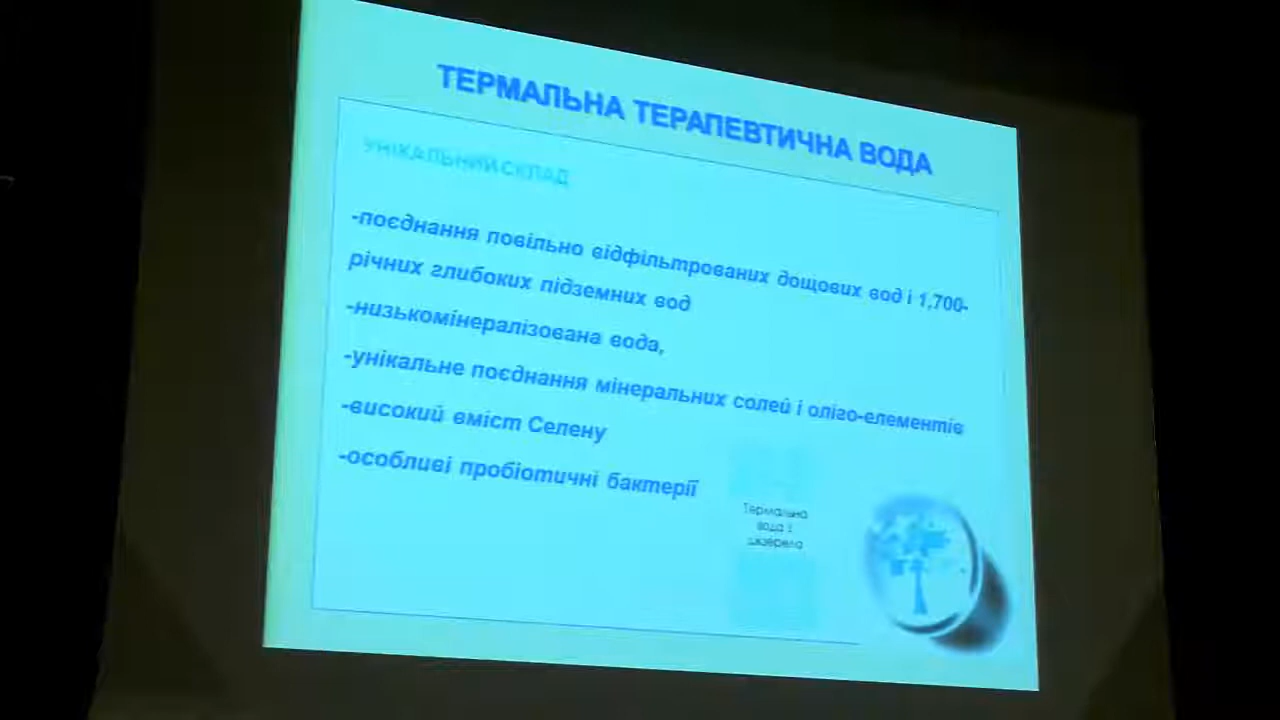 ТЕРМАЛЬНА ТЕРАПЕВТИЧНА ВОДА
УНІКАЛЬНИЙ СКЛАД
-поєднання повільно відфільтрованих дощових вод і 1,700-
річних глибоких підземних вод
-низькомінералізована вода,
-унікальне поєднання мінеральних солей і оліго-елементів
-високий вміст Селену
-особливі пробіотичні бактерії
Термальна
вода з
джерела